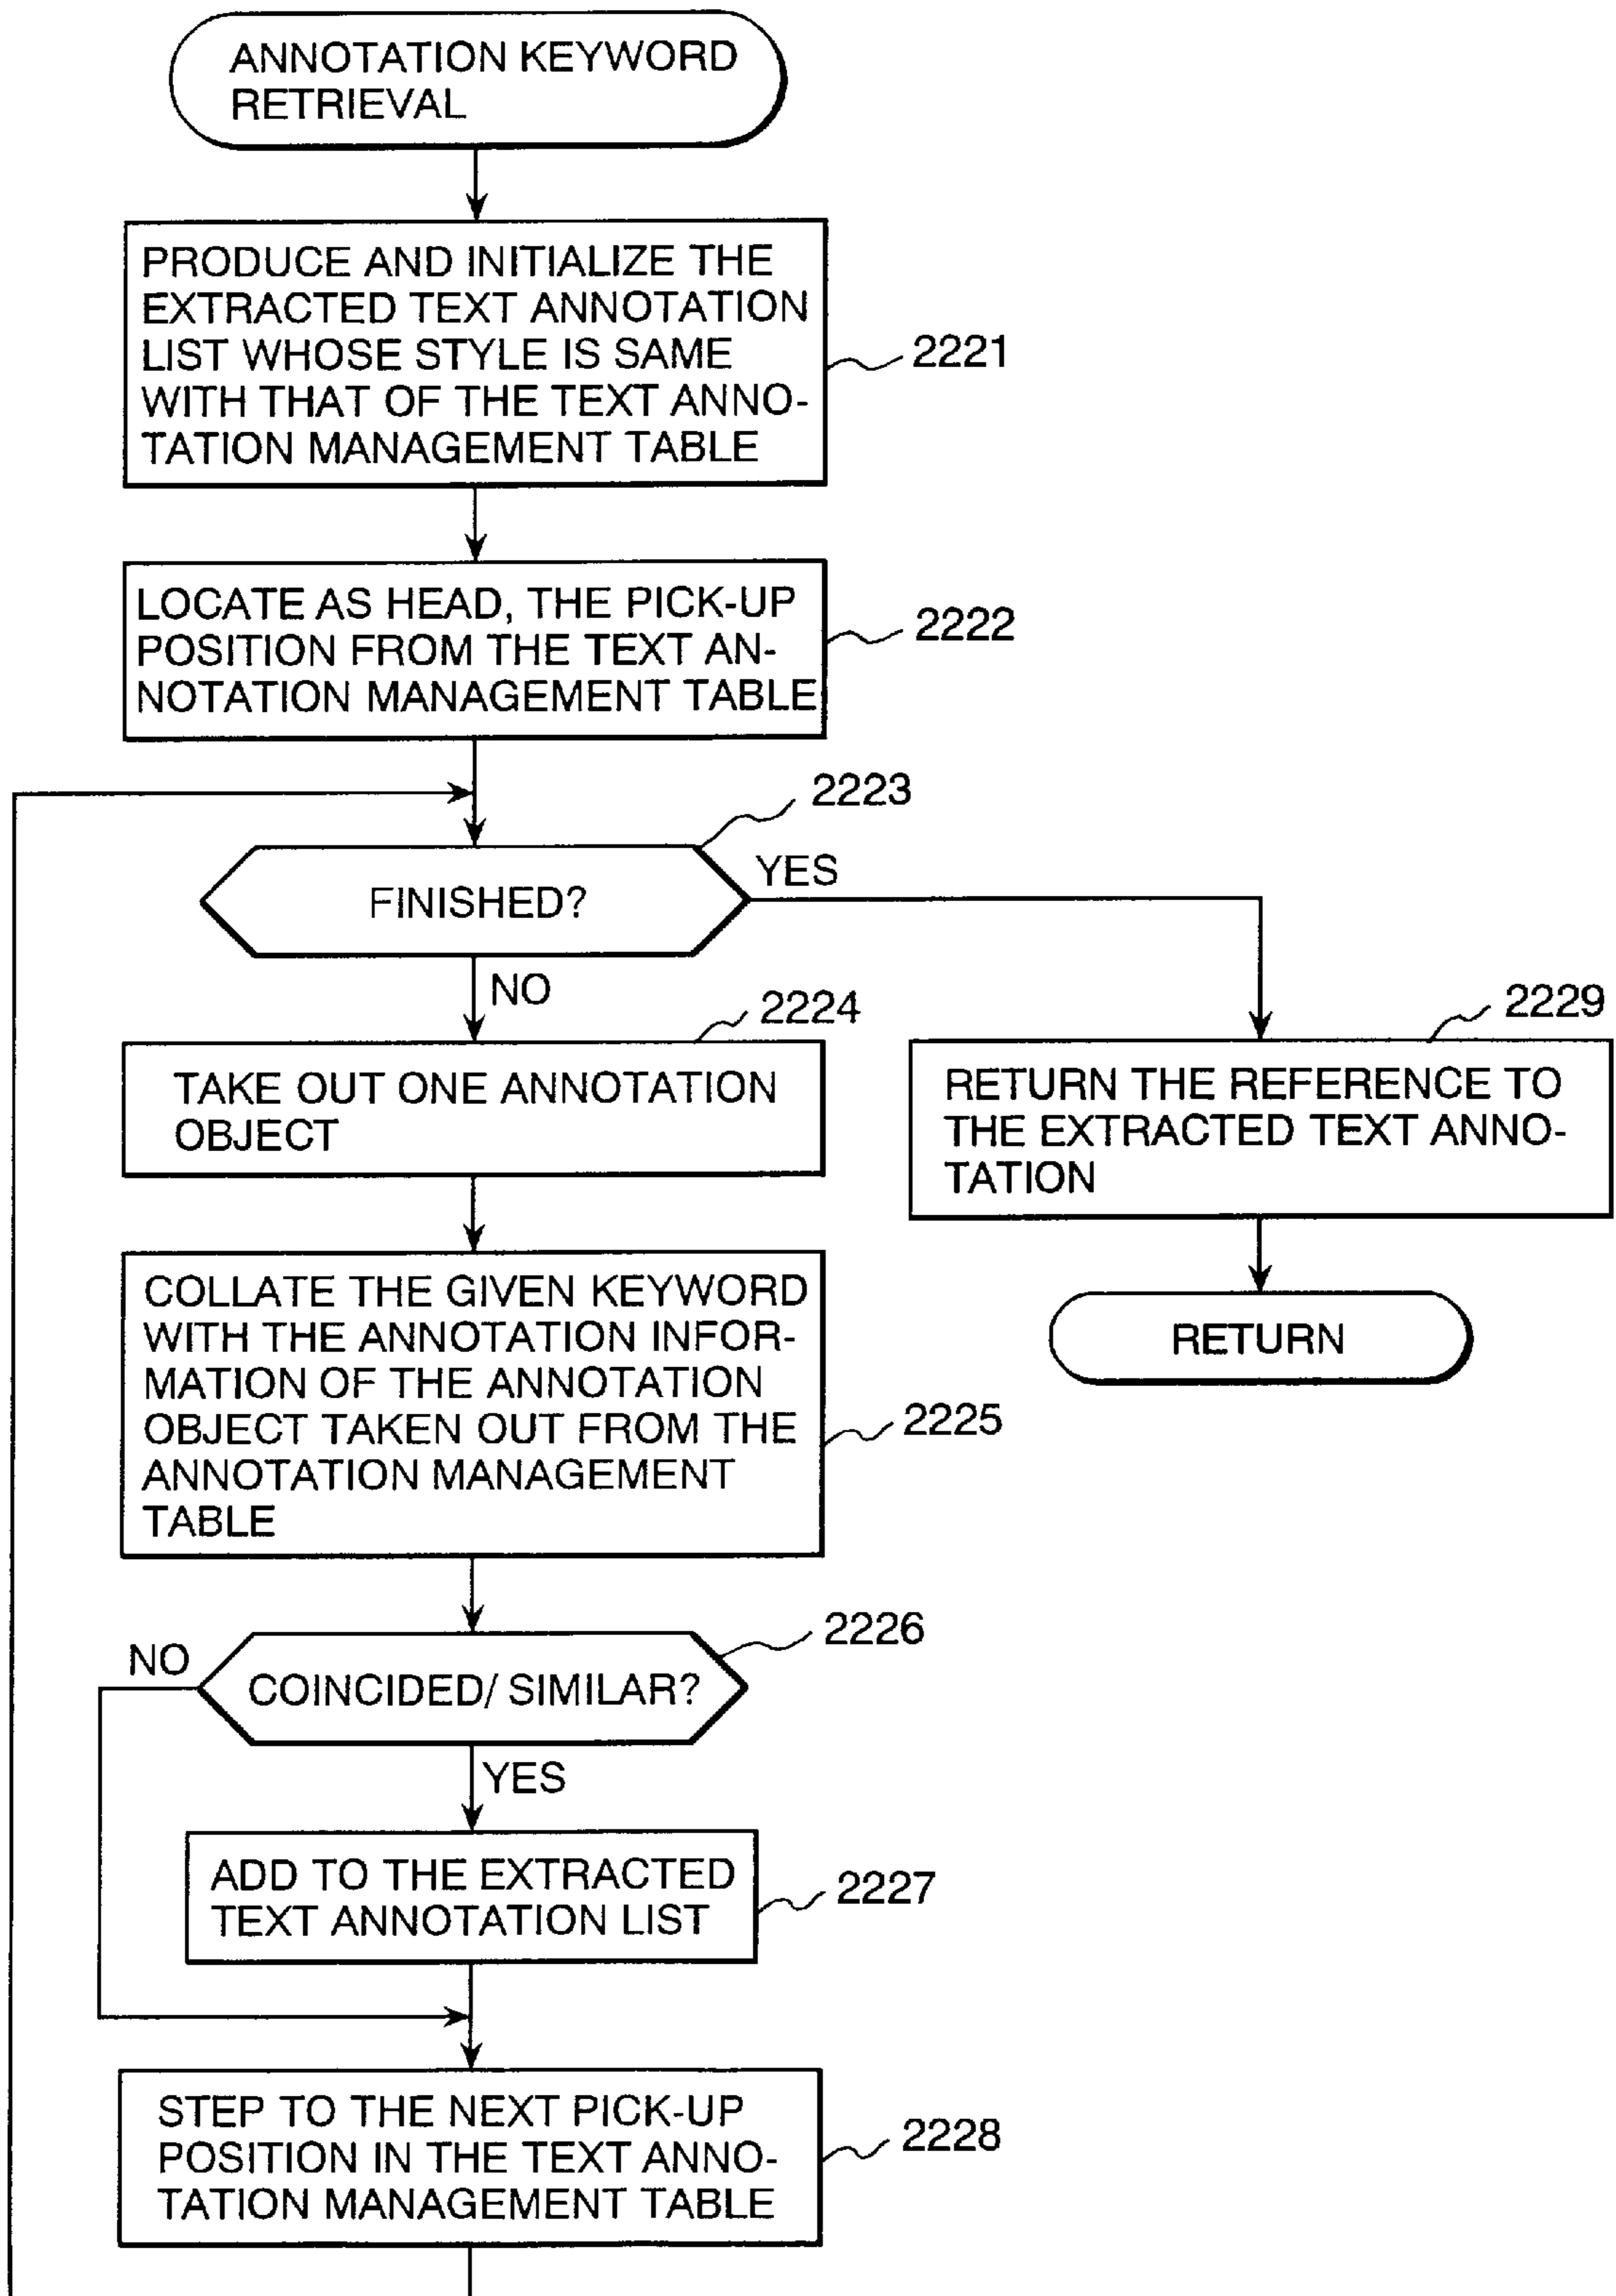 ANNOTATION KEYWORD
RETRIEVAL
PRODUCE AND INITIALIZE THE
EXTRACTED TEXT ANNOTATION
LIST WHOSE STYLE IS SAME
WITH THAT OF THE TEXT ANNO-
TATION MANAGEMENT TABLE
2221
LOCATE AS HEAD, THE PICK-UP
POSITION FROM THE TEXT AN-
NOTATION MANAGEMENT TABLE
2222
2223
FINISHED?
YES
NO
2224
TAKE OUT ONE ANNOTATION
OBJECT
2229
RETURN THE REFERENCE TO
THE EXTRACTED TEXT ANNO-
TATION
RETURN
COLLATE THE GIVEN KEYWORD
WITH THE ANNOTATION INFOR-
MATION OF THE ANNOTATION
OBJECT TAKEN OUT FROM THE
ANNOTATION MANAGEMENT
TABLE
2225
2226
NO
COINCIDED/ SIMILAR?
YES
ADD TO THE EXTRACTED
TEXT ANNOTATION LIST
2227
STEP TO THE NEXT PICK-UP
POSITION IN THE TEXT ANNO-
TATION MANAGEMENT TABLE
2228